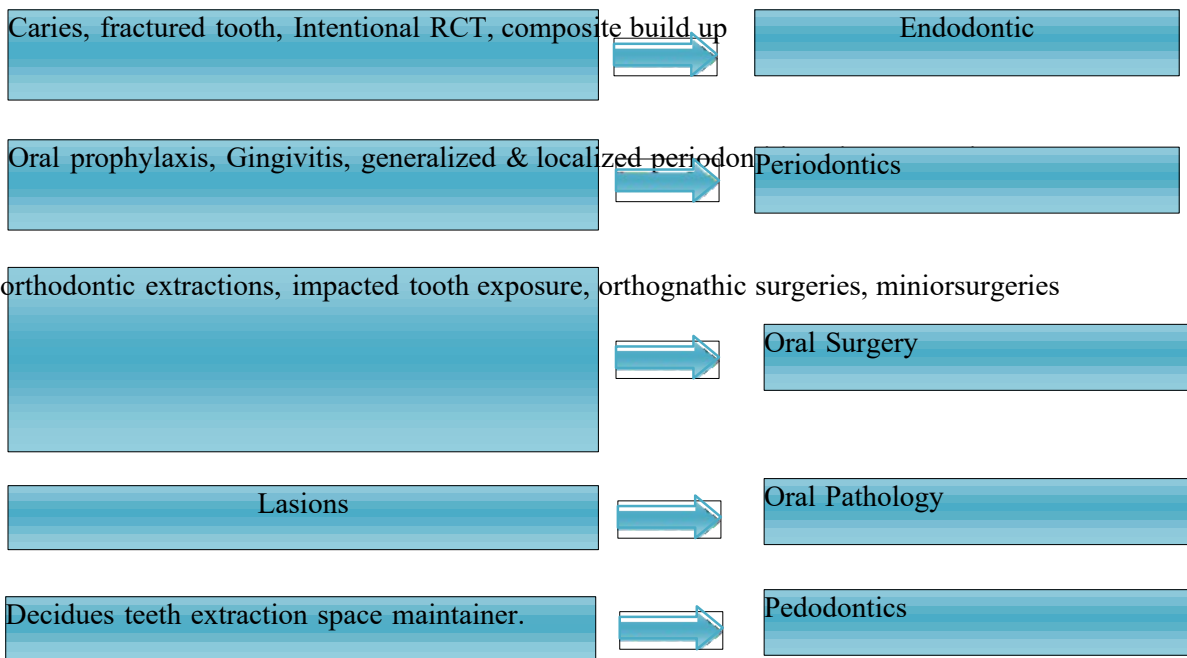 Caries, fractured tooth, Intentional RCT, composite build up
Endodontic
Oral prophylaxis, Gingivitis, generalized & localized
Periodontics
orthodontic extractions, impacted tooth exposure, orthognathic surgeries, miniorsurgeries
Oral Surgery
Lasions
Oral Pathology
Decidues teeth extraction space maintainer.
Pedodontics